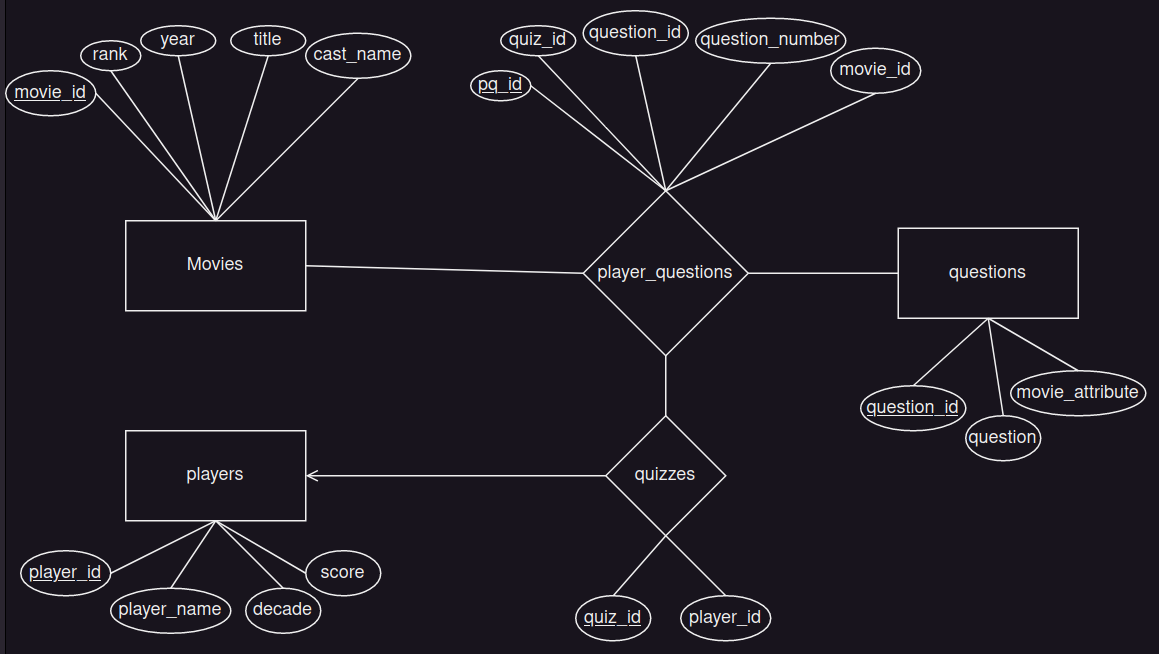 movie_id
rank
year
title
cast_name
pq_id
quiz_id
question_id
question_number
movie_id
Movies
player_questions
questions
question_id
question
movie_attribute
players
quizzes
player_id
player_name
decade
score
quiz_id
player_id